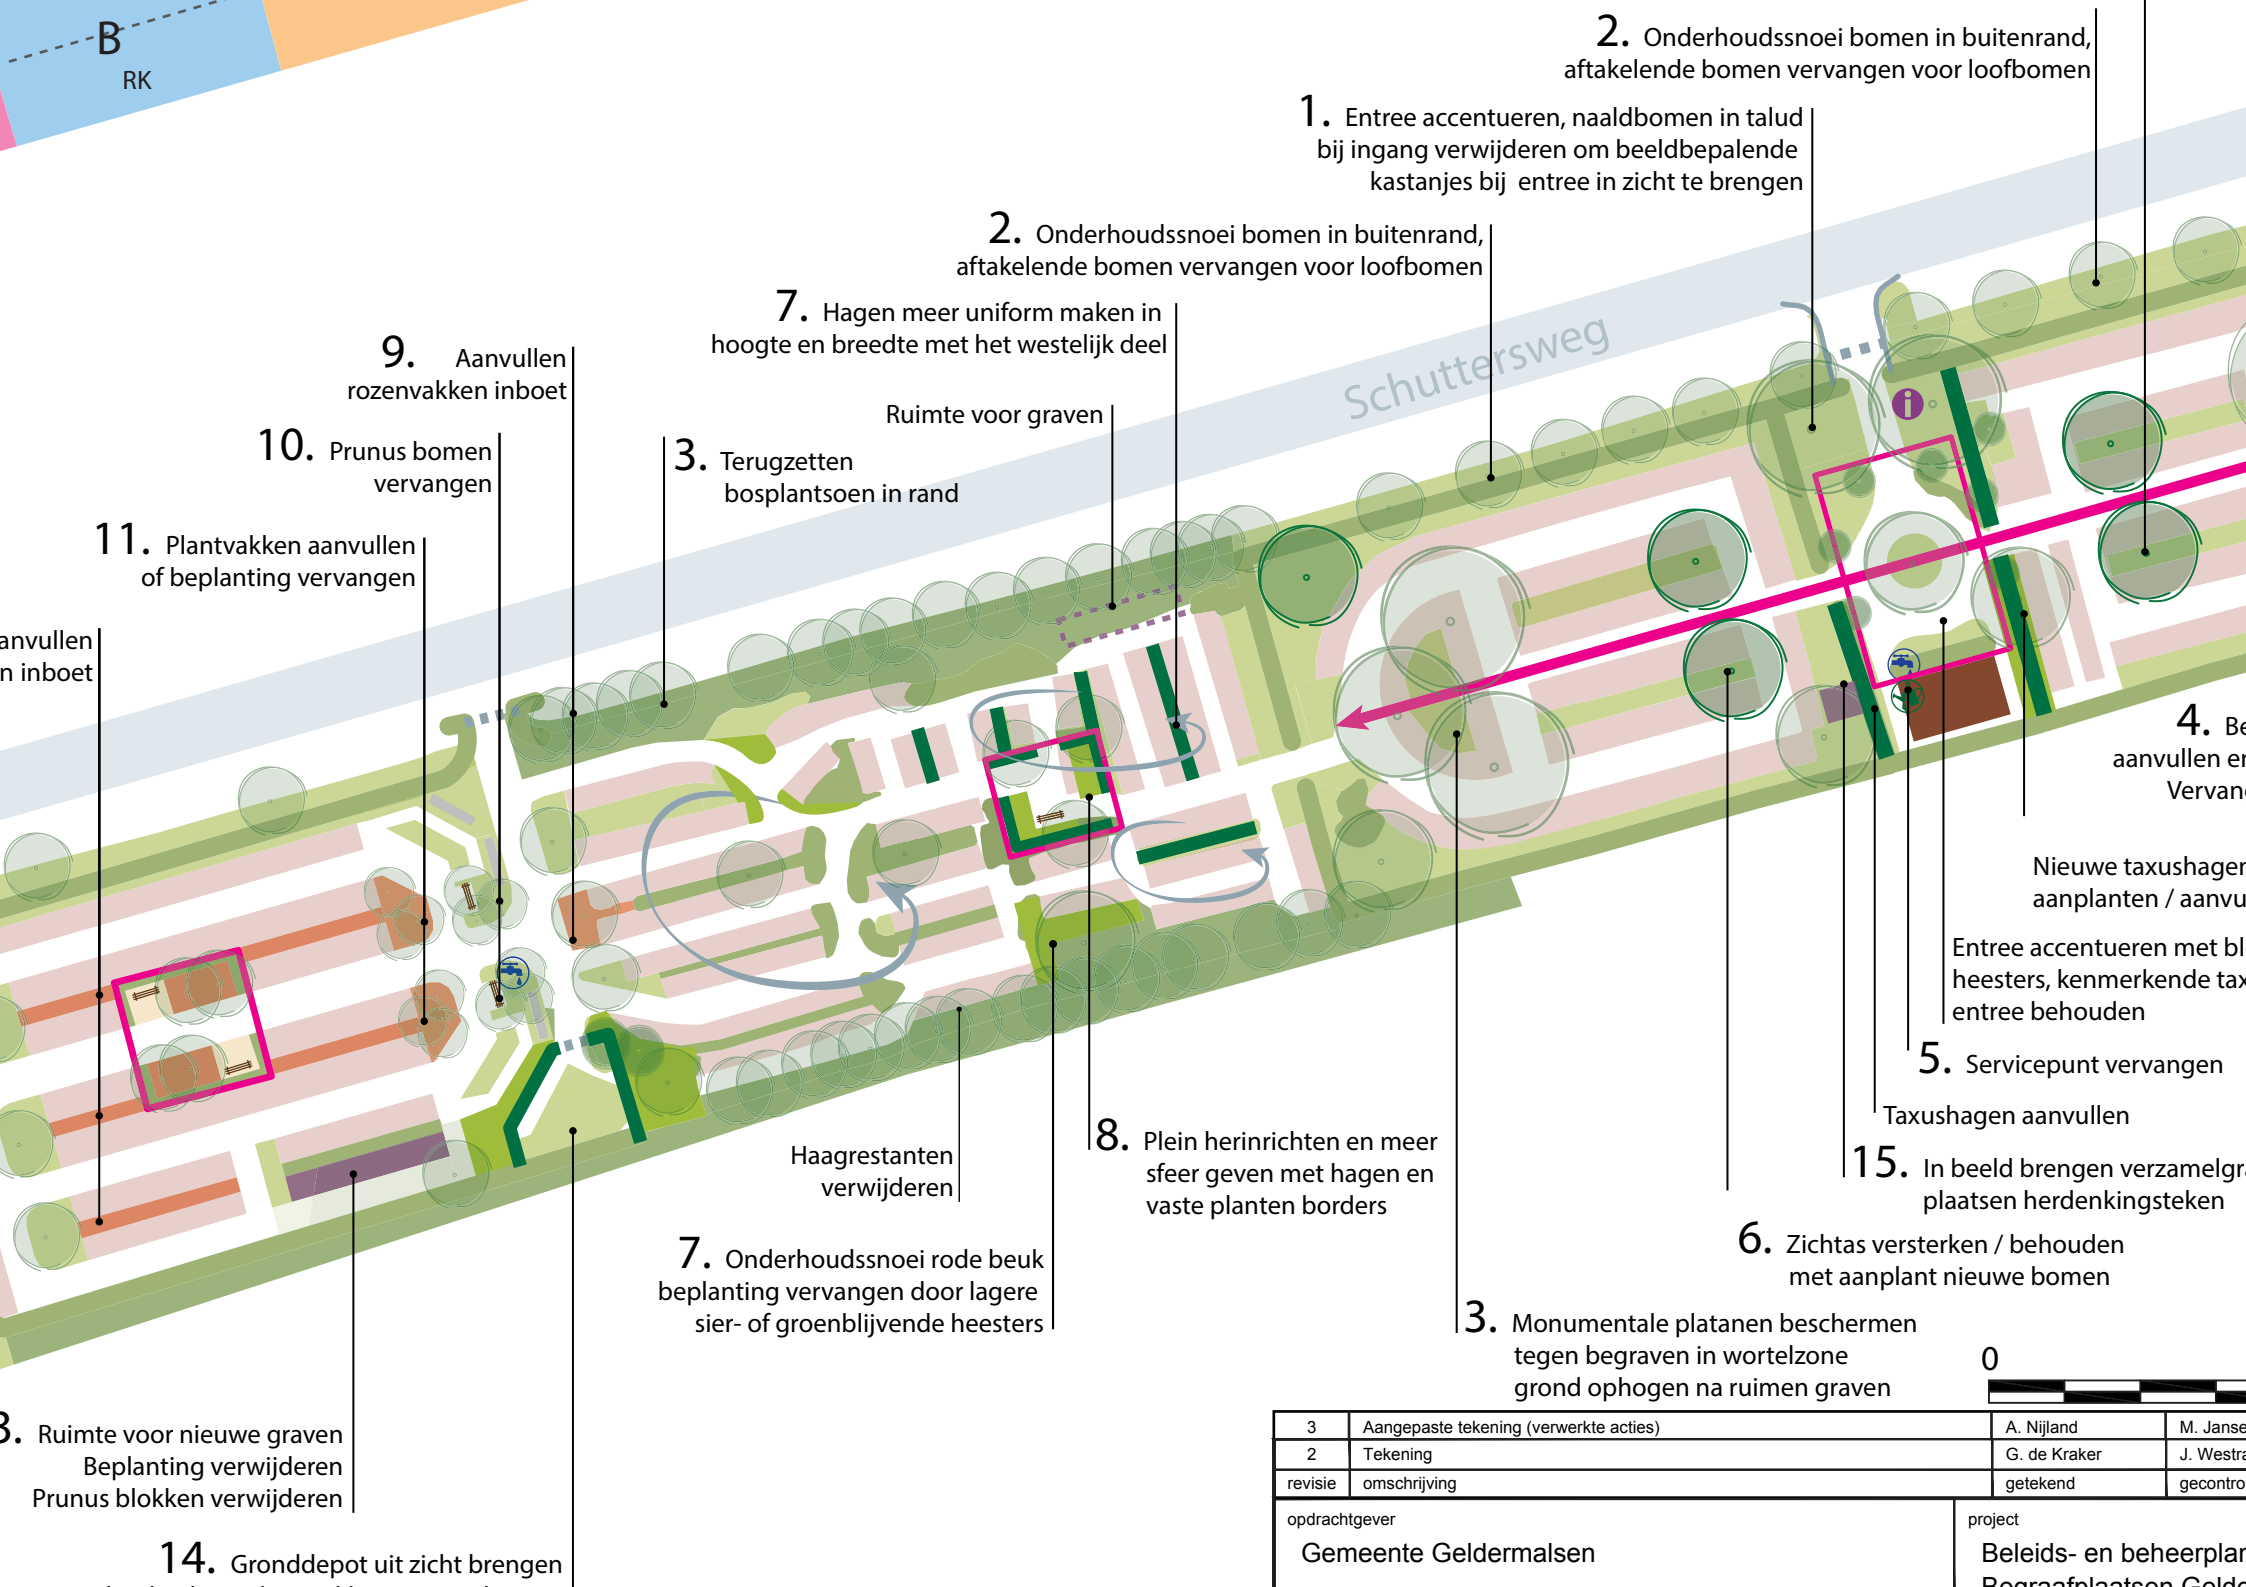 B
RK
2. Onderhoudssnoei bomen in buitenrand,
aftakelende bomen vervangen voor loofbomen
1. Entree accentueren, naaldbomen in talud
bij ingang verwijderen om beeldbepalende
kastanjes bij entree in zicht te brengen
2. Onderhoudssnoei bomen in buitenrand,
aftakelende bomen vervangen voor loofbomen
7. Hagen meer uniform maken in
hoogte en breedte met het westelijk deel
Schuttersweg
9. Aanvullen
rozenvakken inboet
Ruimte voor graven
10. Prunus bomen
vervangen
3. Terugzetten
bosplantsoen in rand
11. Plantvakken aanvullen
of beplanting vervangen
anvullen
n inboet
i
4. Be
aanvullen en
Vervang
Nieuwe taxushagen
aanplanten / aanvu
Entree accentueren met bl
heesters, kenmerkende tax
entree behouden
5. Servicepunt vervangen
Taxushagen aanvullen
15. In beeld brengen verzamelgra
plaatsen herdenkingsteken
Haagrestanten
verwijderen
8. Plein herinrichten en meer
sfeer geven met hagen en
vaste planten borders
6. Zichtas versterken / behouden
met aanplant nieuwe bomen
7. Onderhoudssnoei rode beuk
beplanting vervangen door lagere
sier- of groenblijvende heesters
3. Monumentale platanen beschermen
tegen begraven in wortelzone
grond ophogen na ruimen graven
0
3. Ruimte voor nieuwe graven
Beplanting verwijderen
Prunus blokken verwijderen
14. Gronddepot uit zicht brengen
3 Aangepaste tekening (verwerkte acties) A. Nijland M. Janse
2 Tekening G. de Kraker J. Westra
revisie omschrijving getekend gecontro
opdrachtgever
Gemeente Geldermalsen
project
Beleids- en beheerplan
Begraafplaatsen Gelde